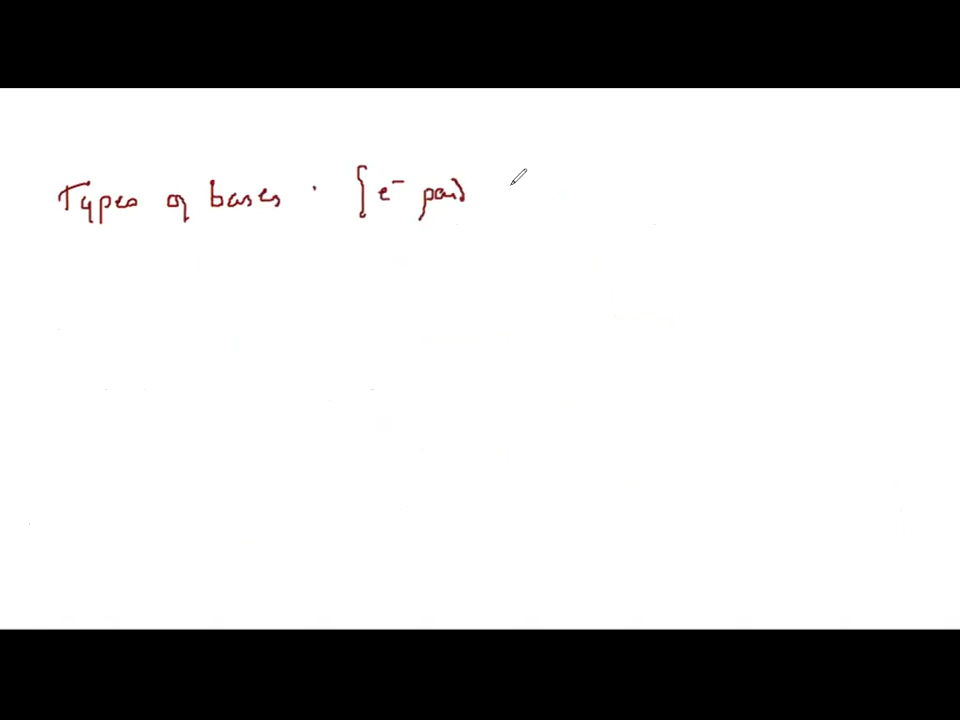 Types of bases . { e⁻ pair